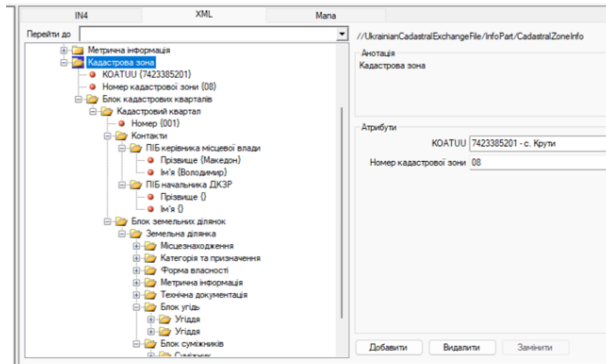 IN4 XML Мапа
Перейти до
//UkrainianCadastralExchangeFile/InfoPart/CadastralZoneInfo
Метрична інформація
Кадастрова зона
KOATUU {7423385201}
Номер кадастрової зони {08}
Блок кадастрових кварталів
Кадастровий квартал
Номер {001}
Контакти
ПІБ керівника місцевої влади
Прізвище {Македон}
Ім'я {Володимир}
ПІБ начальника ДКЗР
Прізвище {}
Ім'я {}
Блок земельних ділянок
Земельна ділянка
Місцезнаходження
Категорія та призначення
Форма власності
Метрична інформація
Технічна документація
Блок угідь
Угіддя
Угіддя
Блок суміжників
Суміжник
Анотація
Кадастрова зона
Атрибути
KOATUU 7423385201 - с. Крути
Номер кадастрової зони 08
Добавити Видалити Замінити